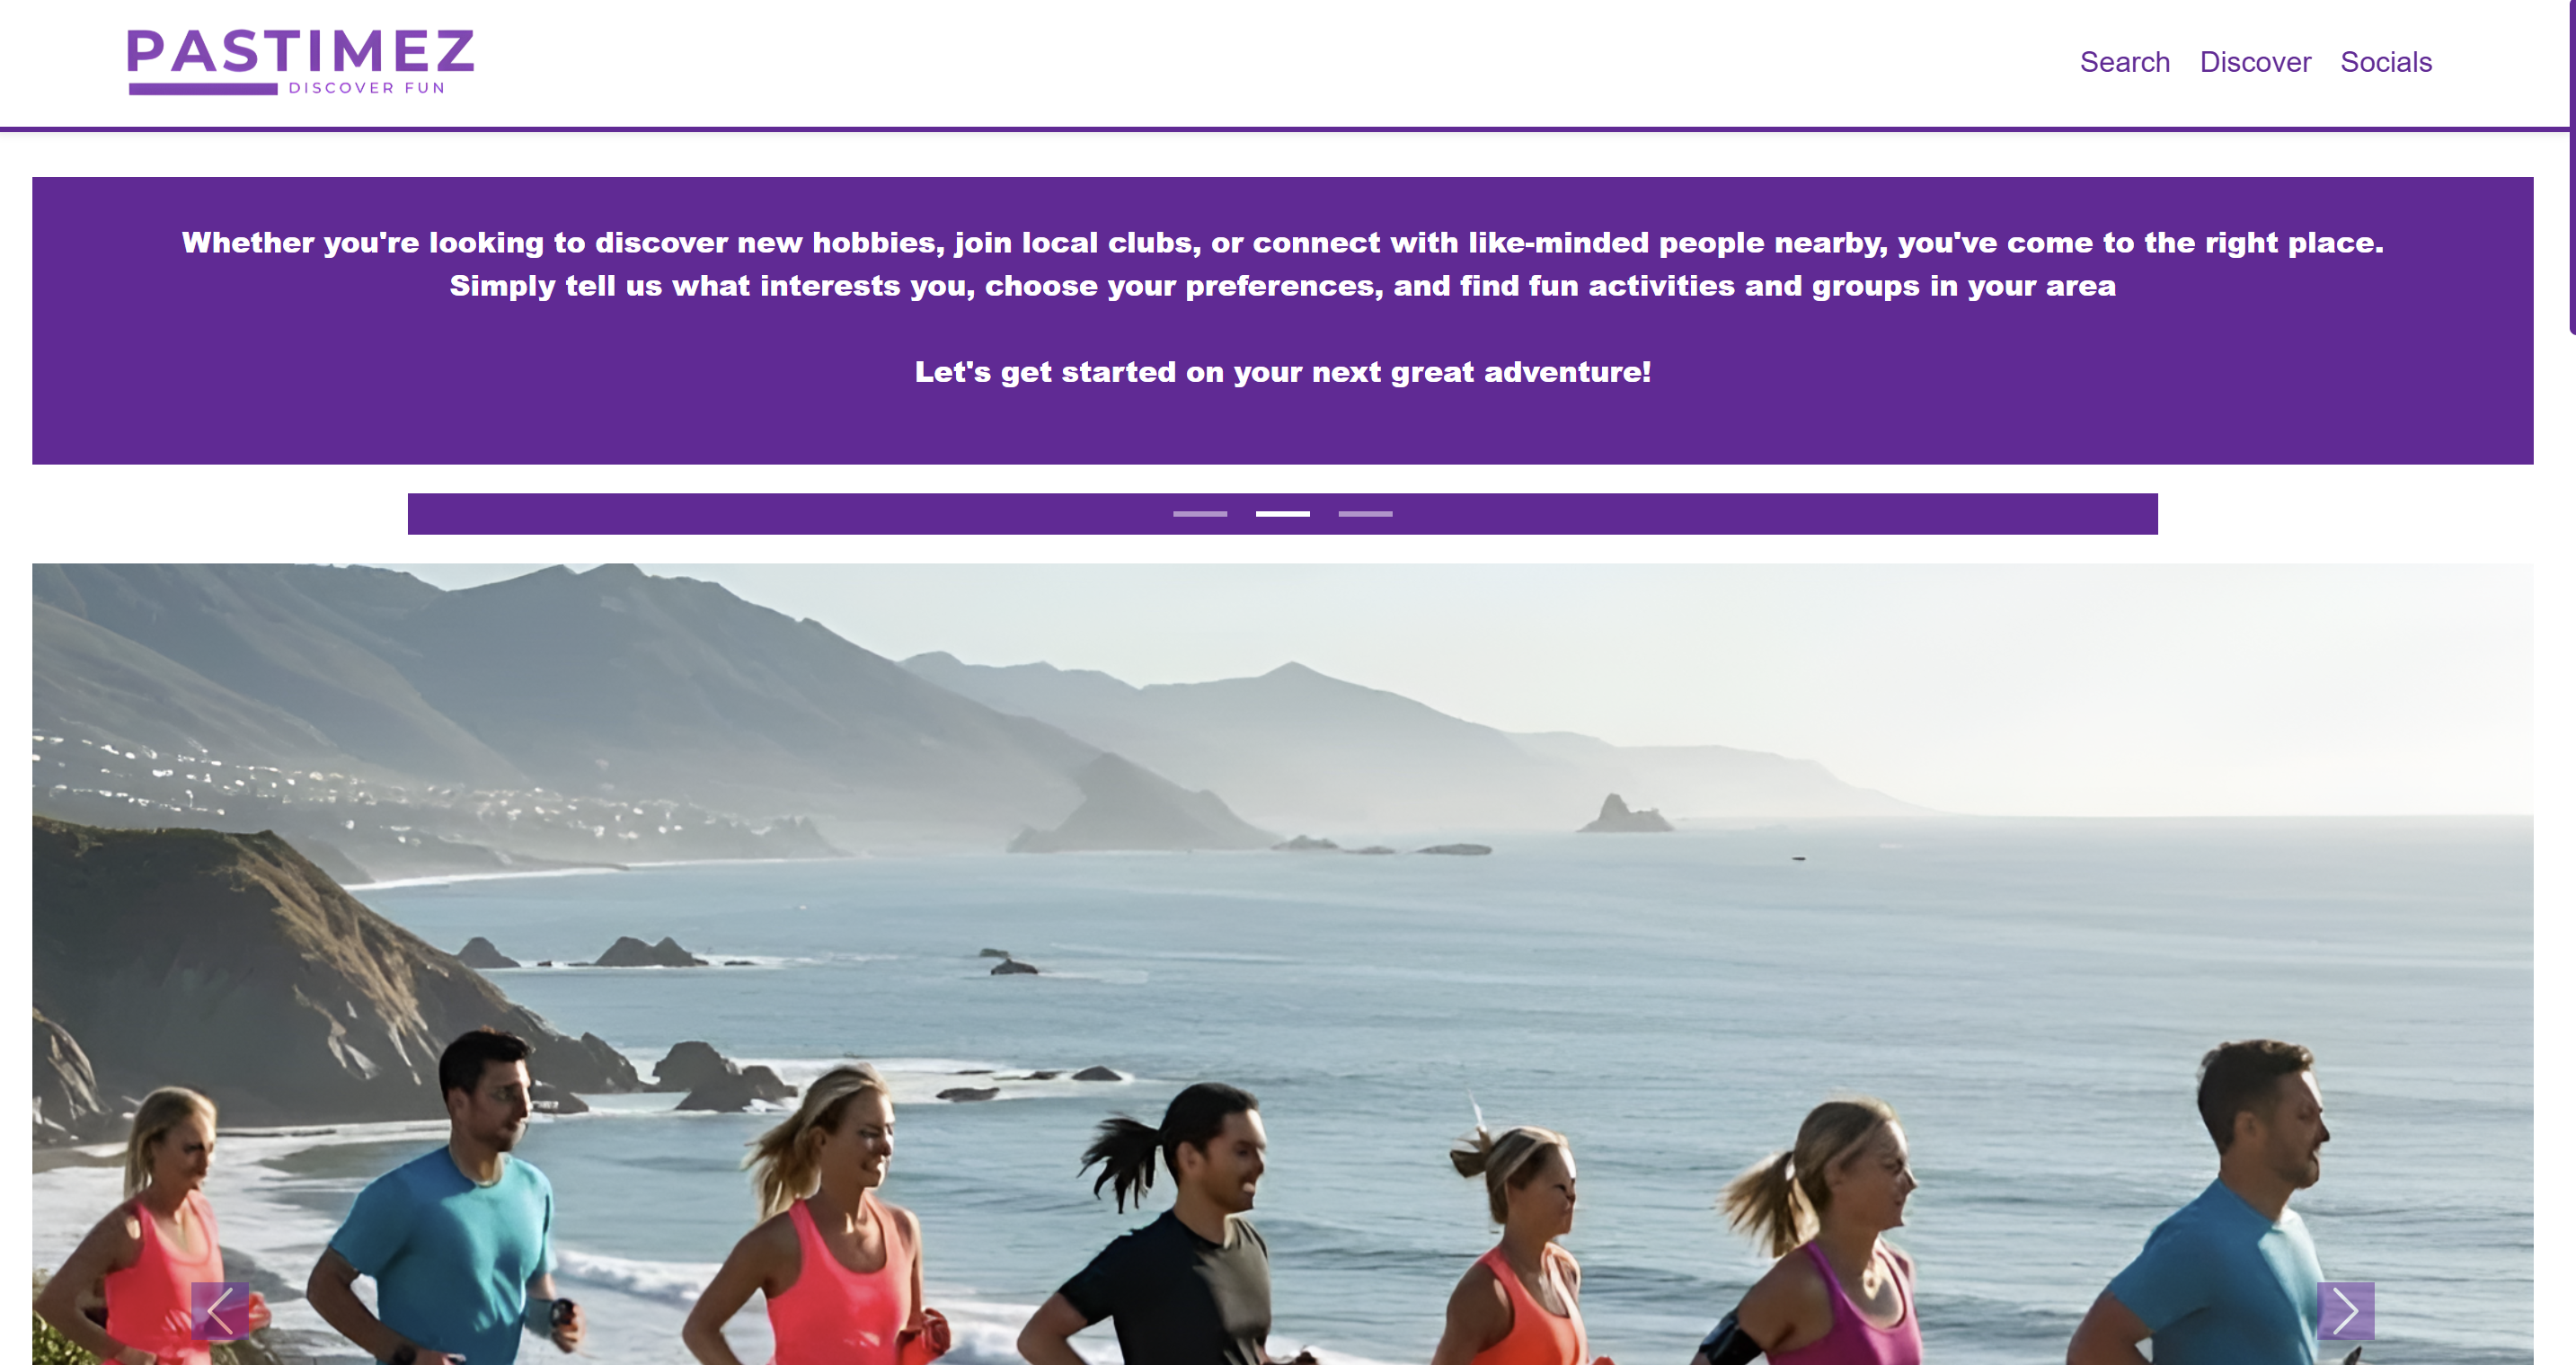 PASTIMEZ
DISCOVER FUN
Search Discover Socials
Whether you're looking to discover new hobbies, join local clubs, or connect with like-minded people nearby, you've come to the right place.
Simply tell us what interests you, choose your preferences, and find fun activities and groups in your area
Let's get started on your next great adventure!